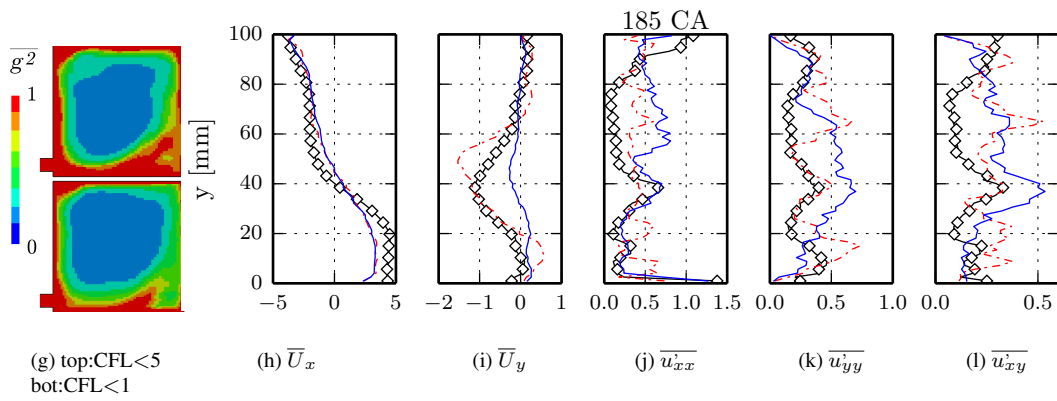 185 CA
g²
1
0
y [mm]
100
80
60
40
20
0
−5 0 5
−2 −1 0 1
0.0 0.5 1.0 1.5
0.0 0.5 1.0
0.0 0.5
(g) top:CFL<5
bot:CFL<1
(h) U̅x
(i) U̅y
(j) u'xx
(k) u'yy
(l) u'xy